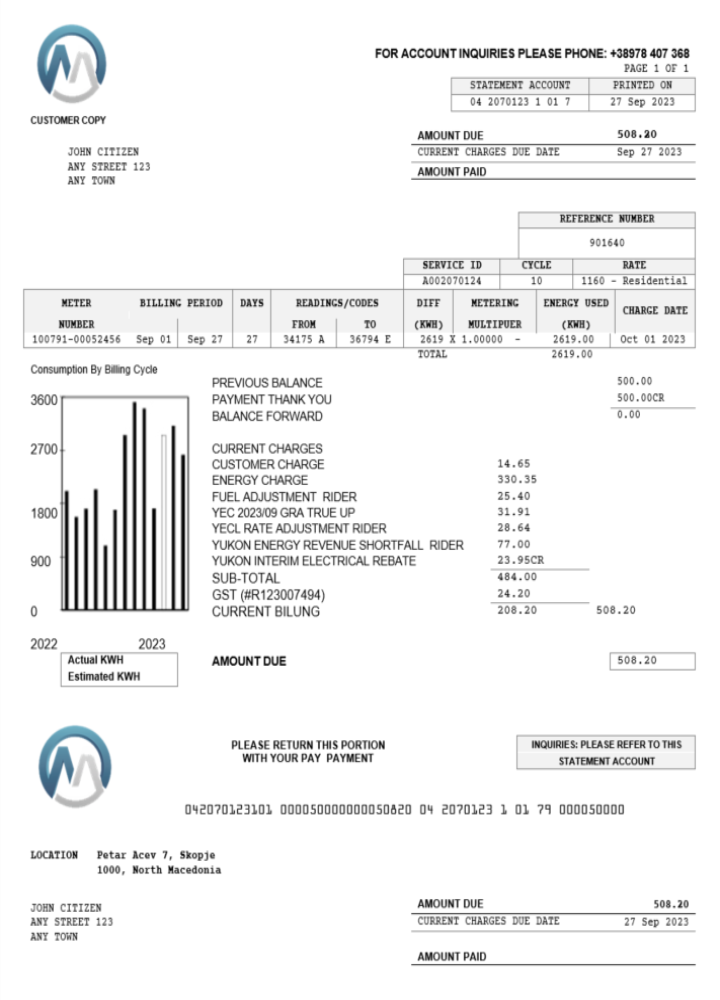 FOR ACCOUNT INQUIRIES PLEASE PHONE: +38978 407 368
PAGE 1 OF 1
STATEMENT ACCOUNT PRINTED ON
04 2070123 1 01 7 27 Sep 2023
CUSTOMER COPY
AMOUNT DUE 508.20
JOHN CITIZEN
CURRENT CHARGES DUE DATE Sep 27 2023
ANY STREET 123
AMOUNT PAID
ANY TOWN
REFERENCE NUMBER
901640
SERVICE ID CYCLE RATE
A002070124 10 1160 - Residential
METER BILLING PERIOD DAYS READINGS/CODES DIFF METERING ENERGY USED CHARGE DATE
NUMBER FROM TO (KWH) MULTIPUER (KWH)
100791-00052456 Sep 01 Sep 27 27 34175 A 36794 E 2619 X 1.00000 - 2619.00 Oct 01 2023
TOTAL 2619.00
Consumption By Billing Cycle
3600
2700
1800
900
0
2022 2023
Actual KWH
Estimated KWH
PREVIOUS BALANCE 500.00
PAYMENT THANK YOU 500.00CR
BALANCE FORWARD 0.00
CURRENT CHARGES
CUSTOMER CHARGE 14.65
ENERGY CHARGE 330.35
FUEL ADJUSTMENT RIDER 25.40
YEC 2023/09 GRA TRUE UP 31.91
YECL RATE ADJUSTMENT RIDER 28.64
YUKON ENERGY REVENUE SHORTFALL RIDER 77.00
YUKON INTERIM ELECTRICAL REBATE 23.95CR
SUB-TOTAL 484.00
GST (#R123007494) 24.20
CURRENT BILUNG 208.20 508.20
AMOUNT DUE 508.20
PLEASE RETURN THIS PORTION
WITH YOUR PAY PAYMENT
INQUIRIES: PLEASE REFER TO THIS
STATEMENT ACCOUNT
042070123101 0000500000000050820 04 2070123 1 01 79 000050000
LOCATION Petar Acev 7, Skopje
1000, North Macedonia
JOHN CITIZEN
ANY STREET 123
ANY TOWN
AMOUNT DUE 508.20
CURRENT CHARGES DUE DATE 27 Sep 2023
AMOUNT PAID